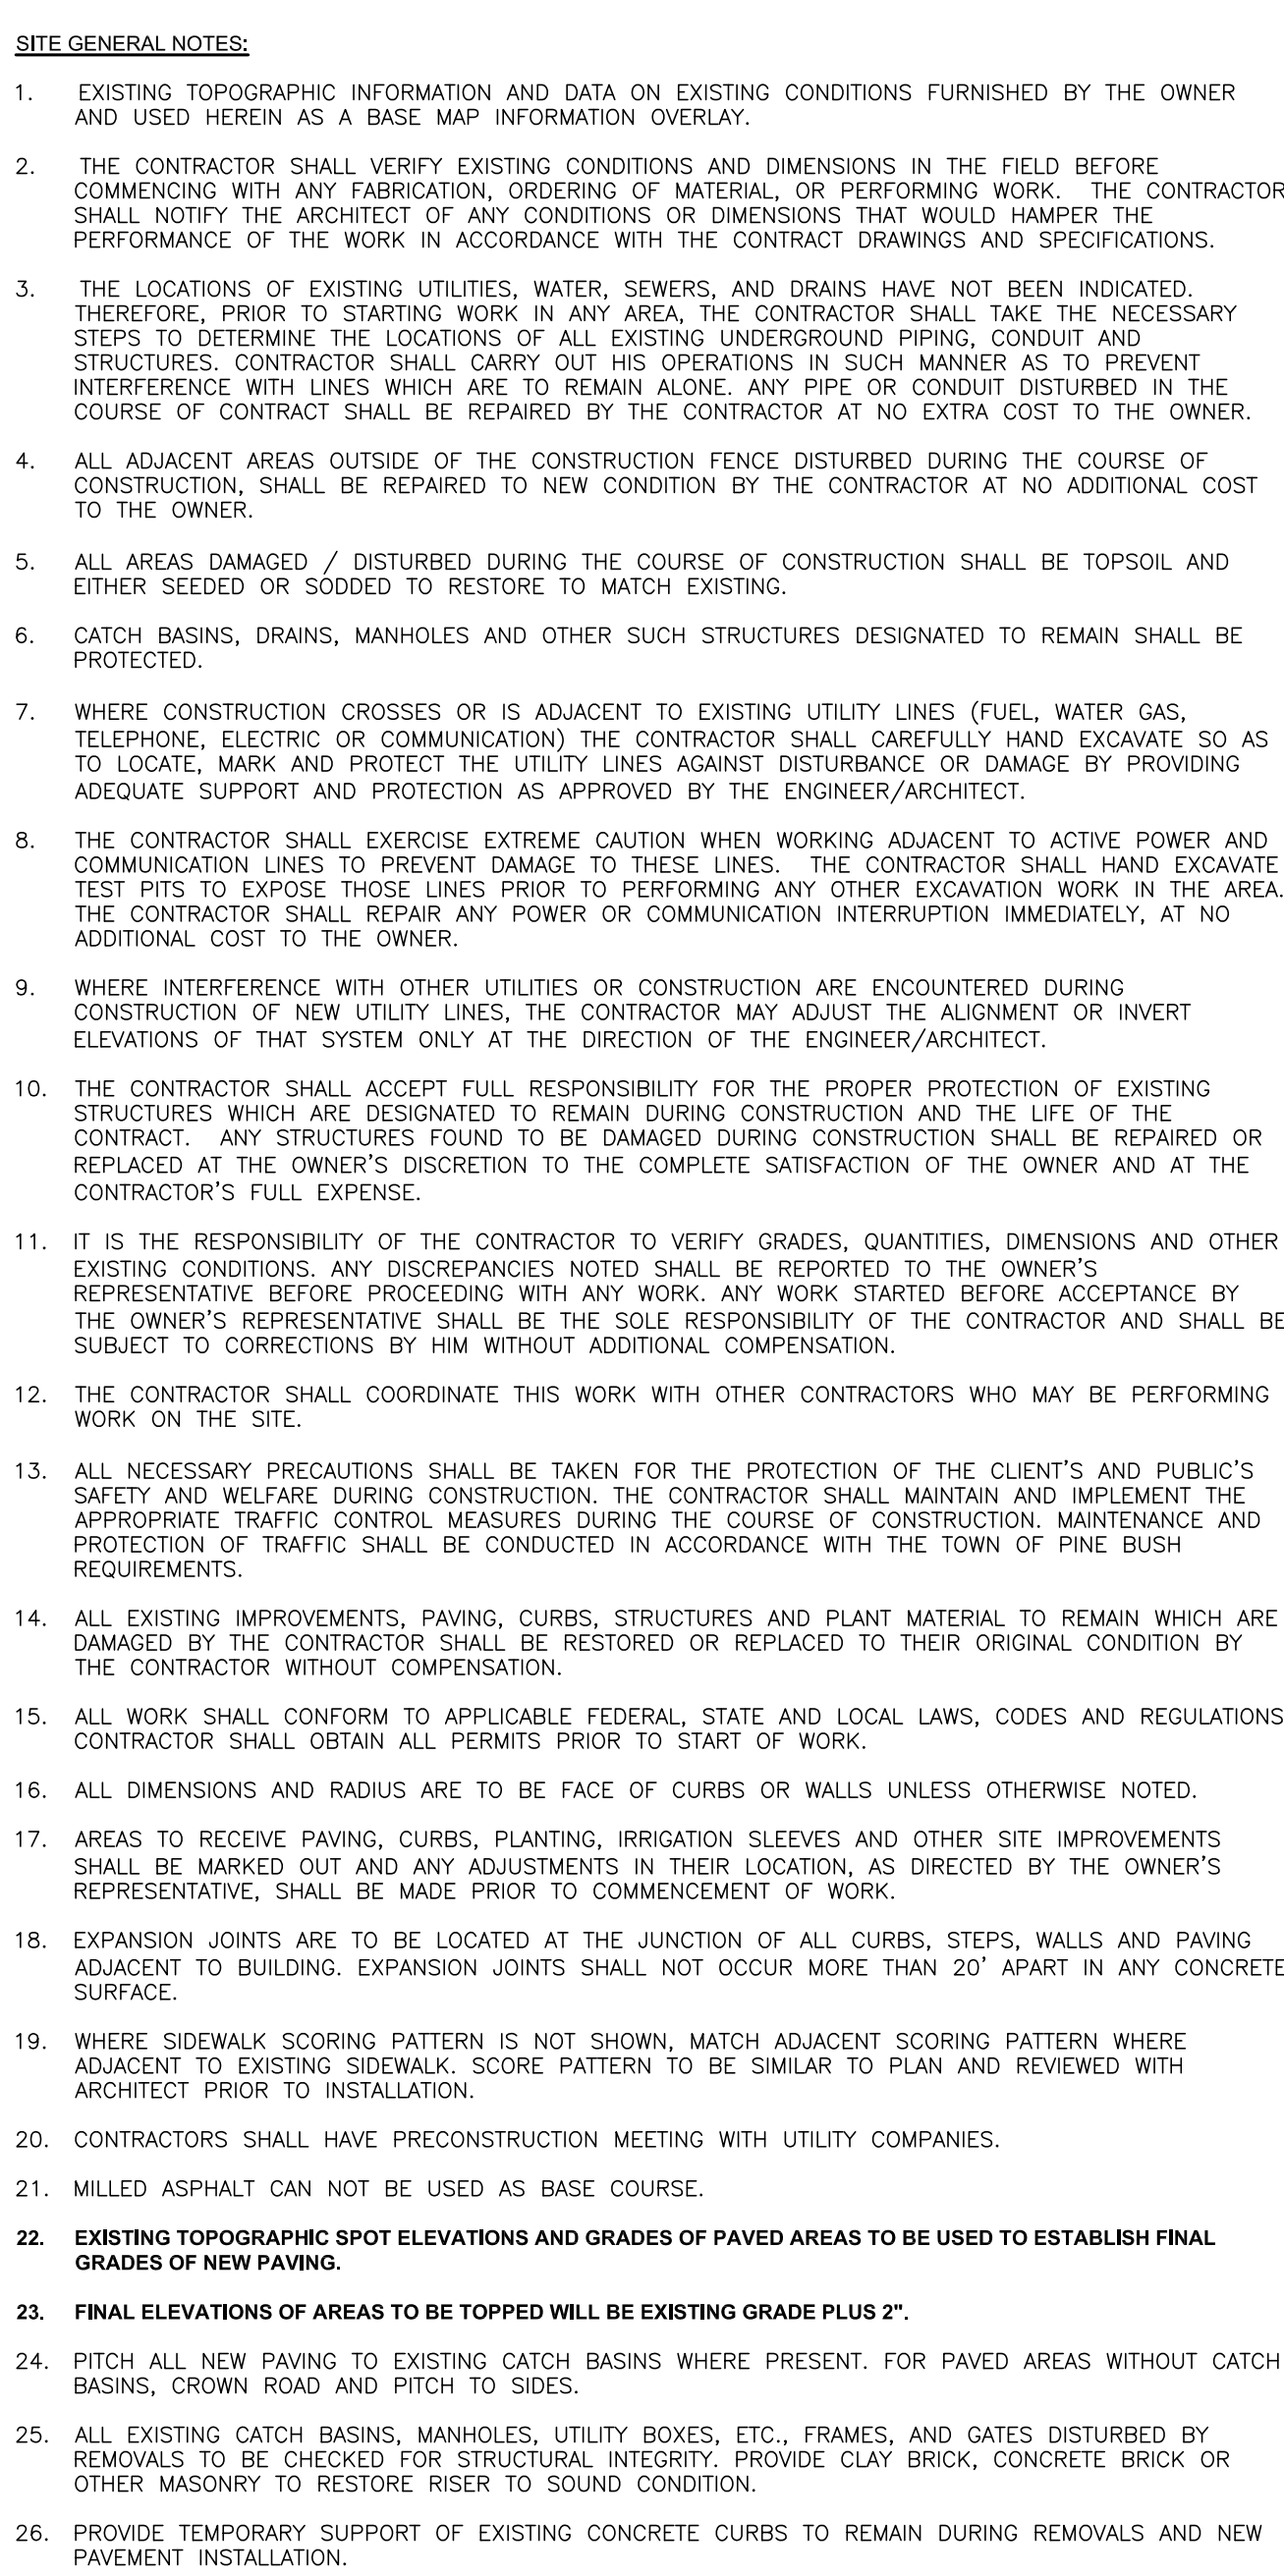 SITE GENERAL NOTES:
1. EXISTING TOPOGRAPHIC INFORMATION AND DATA ON EXISTING CONDITIONS FURNISHED BY THE OWNER
AND USED HEREIN AS A BASE MAP INFORMATION OVERLAY.
2. THE CONTRACTOR SHALL VERIFY EXISTING CONDITIONS AND DIMENSIONS IN THE FIELD BEFORE
COMMENCING WITH ANY FABRICATION, ORDERING OF MATERIAL, OR PERFORMING WORK. THE CONTRACTOR
SHALL NOTIFY THE ARCHITECT OF ANY CONDITIONS OR DIMENSIONS THAT WOULD HAMPER THE
PERFORMANCE OF THE WORK IN ACCORDANCE WITH THE CONTRACT DRAWINGS AND SPECIFICATIONS.
3. THE LOCATIONS OF EXISTING UTILITIES, WATER, SEWERS, AND DRAINS HAVE NOT BEEN INDICATED.
THEREFORE, PRIOR TO STARTING WORK IN ANY AREA, THE CONTRACTOR SHALL TAKE THE NECESSARY
STEPS TO DETERMINE THE LOCATIONS OF ALL EXISTING UNDERGROUND PIPING, CONDUIT AND
STRUCTURES. CONTRACTOR SHALL CARRY OUT HIS OPERATIONS IN SUCH MANNER AS TO PREVENT
INTERFERENCE WITH LINES WHICH ARE TO REMAIN ALONE. ANY PIPE OR CONDUIT DISTURBED IN THE
COURSE OF CONTRACT SHALL BE REPAIRED BY THE CONTRACTOR AT NO EXTRA COST TO THE OWNER.
4. ALL ADJACENT AREAS OUTSIDE OF THE CONSTRUCTION FENCE DISTURBED DURING THE COURSE OF
CONSTRUCTION, SHALL BE REPAIRED TO NEW CONDITION BY THE CONTRACTOR AT NO ADDITIONAL COST
TO THE OWNER.
5. ALL AREAS DAMAGED / DISTURBED DURING THE COURSE OF CONSTRUCTION SHALL BE TOPSOIL AND
EITHER SEEDED OR SODDED TO RESTORE TO MATCH EXISTING.
6. CATCH BASINS, DRAINS, MANHOLES AND OTHER SUCH STRUCTURES DESIGNATED TO REMAIN SHALL BE
PROTECTED.
7. WHERE CONSTRUCTION CROSSES OR IS ADJACENT TO EXISTING UTILITY LINES (FUEL, WATER GAS,
TELEPHONE, ELECTRIC OR COMMUNICATION) THE CONTRACTOR SHALL CAREFULLY HAND EXCAVATE SO AS
TO LOCATE, MARK AND PROTECT THE UTILITY LINES AGAINST DISTURBANCE OR DAMAGE BY PROVIDING
ADEQUATE SUPPORT AND PROTECTION AS APPROVED BY THE ENGINEER/ARCHITECT.
8. THE CONTRACTOR SHALL EXERCISE EXTREME CAUTION WHEN WORKING ADJACENT TO ACTIVE POWER AND
COMMUNICATION LINES TO PREVENT DAMAGE TO THESE LINES. THE CONTRACTOR SHALL HAND EXCAVATE
TEST PITS TO EXPOSE THOSE LINES PRIOR TO PERFORMING ANY OTHER EXCAVATION WORK IN THE AREA.
THE CONTRACTOR SHALL REPAIR ANY POWER OR COMMUNICATION INTERRUPTION IMMEDIATELY, AT NO
ADDITIONAL COST TO THE OWNER.
9. WHERE INTERFERENCE WITH OTHER UTILITIES OR CONSTRUCTION ARE ENCOUNTERED DURING
CONSTRUCTION OF NEW UTILITY LINES, THE CONTRACTOR MAY ADJUST THE ALIGNMENT OR INVERT
ELEVATIONS OF THAT SYSTEM ONLY AT THE DIRECTION OF THE ENGINEER/ARCHITECT.
10. THE CONTRACTOR SHALL ACCEPT FULL RESPONSIBILITY FOR THE PROPER PROTECTION OF EXISTING
STRUCTURES WHICH ARE DESIGNATED TO REMAIN DURING CONSTRUCTION AND THE LIFE OF THE
CONTRACT. ANY STRUCTURES FOUND TO BE DAMAGED DURING CONSTRUCTION SHALL BE REPAIRED OR
REPLACED AT THE OWNER'S DISCRETION TO THE COMPLETE SATISFACTION OF THE OWNER AND AT THE
CONTRACTOR'S FULL EXPENSE.
11. IT IS THE RESPONSIBILITY OF THE CONTRACTOR TO VERIFY GRADES, QUANTITIES, DIMENSIONS AND OTHER
EXISTING CONDITIONS. ANY DISCREPANCIES NOTED SHALL BE REPORTED TO THE OWNER'S
REPRESENTATIVE BEFORE PROCEEDING WITH ANY WORK. ANY WORK STARTED BEFORE ACCEPTANCE BY
THE OWNER'S REPRESENTATIVE SHALL BE THE SOLE RESPONSIBILITY OF THE CONTRACTOR AND SHALL BE
SUBJECT TO CORRECTIONS BY HIM WITHOUT ADDITIONAL COMPENSATION.
12. THE CONTRACTOR SHALL COORDINATE THIS WORK WITH OTHER CONTRACTORS WHO MAY BE PERFORMING
WORK ON THE SITE.
13. ALL NECESSARY PRECAUTIONS SHALL BE TAKEN FOR THE PROTECTION OF THE CLIENT'S AND PUBLIC'S
SAFETY AND WELFARE DURING CONSTRUCTION. THE CONTRACTOR SHALL MAINTAIN AND IMPLEMENT THE
APPROPRIATE TRAFFIC CONTROL MEASURES DURING THE COURSE OF CONSTRUCTION. MAINTENANCE AND
PROTECTION OF TRAFFIC SHALL BE CONDUCTED IN ACCORDANCE WITH THE TOWN OF PINE BUSH
REQUIREMENTS.
14. ALL EXISTING IMPROVEMENTS, PAVING, CURBS, STRUCTURES AND PLANT MATERIAL TO REMAIN WHICH ARE
DAMAGED BY THE CONTRACTOR SHALL BE RESTORED OR REPLACED TO THEIR ORIGINAL CONDITION BY
THE CONTRACTOR WITHOUT COMPENSATION.
15. ALL WORK SHALL CONFORM TO APPLICABLE FEDERAL, STATE AND LOCAL LAWS, CODES AND REGULATIONS
CONTRACTOR SHALL OBTAIN ALL PERMITS PRIOR TO START OF WORK.
16. ALL DIMENSIONS AND RADIUS ARE TO BE FACE OF CURBS OR WALLS UNLESS OTHERWISE NOTED.
17. AREAS TO RECEIVE PAVING, CURBS, PLANTING, IRRIGATION SLEEVES AND OTHER SITE IMPROVEMENTS
SHALL BE MARKED OUT AND ANY ADJUSTMENTS IN THEIR LOCATION, AS DIRECTED BY THE OWNER'S
REPRESENTATIVE, SHALL BE MADE PRIOR TO COMMENCEMENT OF WORK.
18. EXPANSION JOINTS ARE TO BE LOCATED AT THE JUNCTION OF ALL CURBS, STEPS, WALLS AND PAVING
ADJACENT TO BUILDING. EXPANSION JOINTS SHALL NOT OCCUR MORE THAN 20' APART IN ANY CONCRETE
SURFACE.
19. WHERE SIDEWALK SCORING PATTERN IS NOT SHOWN, MATCH ADJACENT SCORING PATTERN WHERE
ADJACENT TO EXISTING SIDEWALK. SCORE PATTERN TO BE SIMILAR TO PLAN AND REVIEWED WITH
ARCHITECT PRIOR TO INSTALLATION.
20. CONTRACTORS SHALL HAVE PRECONSTRUCTION MEETING WITH UTILITY COMPANIES.
21. MILLED ASPHALT CAN NOT BE USED AS BASE COURSE.
22. EXISTING TOPOGRAPHIC SPOT ELEVATIONS AND GRADES OF PAVED AREAS TO BE USED TO ESTABLISH FINAL
GRADES OF NEW PAVING.
23. FINAL ELEVATIONS OF AREAS TO BE TOPPED WILL BE EXISTING GRADE PLUS 2".
24. PITCH ALL NEW PAVING TO EXISTING CATCH BASINS WHERE PRESENT. FOR PAVED AREAS WITHOUT CATCH
BASINS, CROWN ROAD AND PITCH TO SIDES.
25. ALL EXISTING CATCH BASINS, MANHOLES, UTILITY BOXES, ETC., FRAMES, AND GATES DISTURBED BY
REMOVALS TO BE CHECKED FOR STRUCTURAL INTEGRITY. PROVIDE CLAY BRICK, CONCRETE BRICK OR
OTHER MASONRY TO RESTORE RISER TO SOUND CONDITION.
26. PROVIDE TEMPORARY SUPPORT OF EXISTING CONCRETE CURBS TO REMAIN DURING REMOVALS AND NEW
PAVEMENT INSTALLATION.